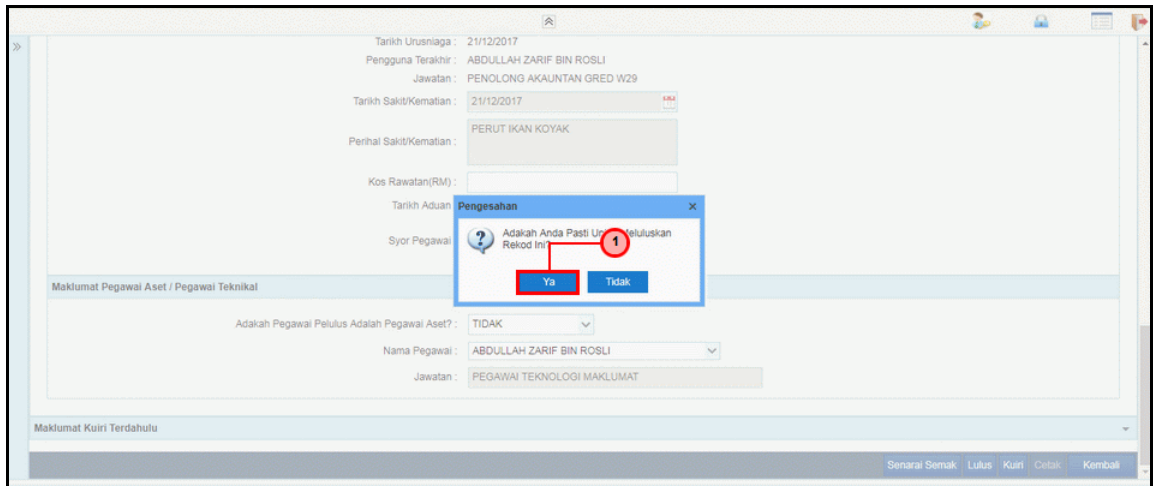 Tarikh Urusniaga : 21/12/2017
Pengguna Terakhir : ABDULLAH ZARIF BIN ROSLI
Jawatan : PENOLONG AKAUNTAN GRED W29
Tarikh Sakit/Kematian : 21/12/2017
Perihal Sakit/Kematian : PERUT IKAN KOYAK
Kos Rawatan(RM) :
Tarikh Aduan
Pengesahan
Adakah Anda Pasti Meluluskan
Rekod Ini?
1
Syor Pegawai
Ya Tidak
Maklumat Pegawai Aset / Pegawai Teknikal
Adakah Pegawai Pelulus Adalah Pegawai Aset? : TIDAK
Nama Pegawai : ABDULLAH ZARIF BIN ROSLI
Jawatan : PEGAWAI TEKNOLOGI MAKLUMAT
Maklumat Kuiri Terdahulu
Senarai Semak Lulus Kuiri Cetak Kembali